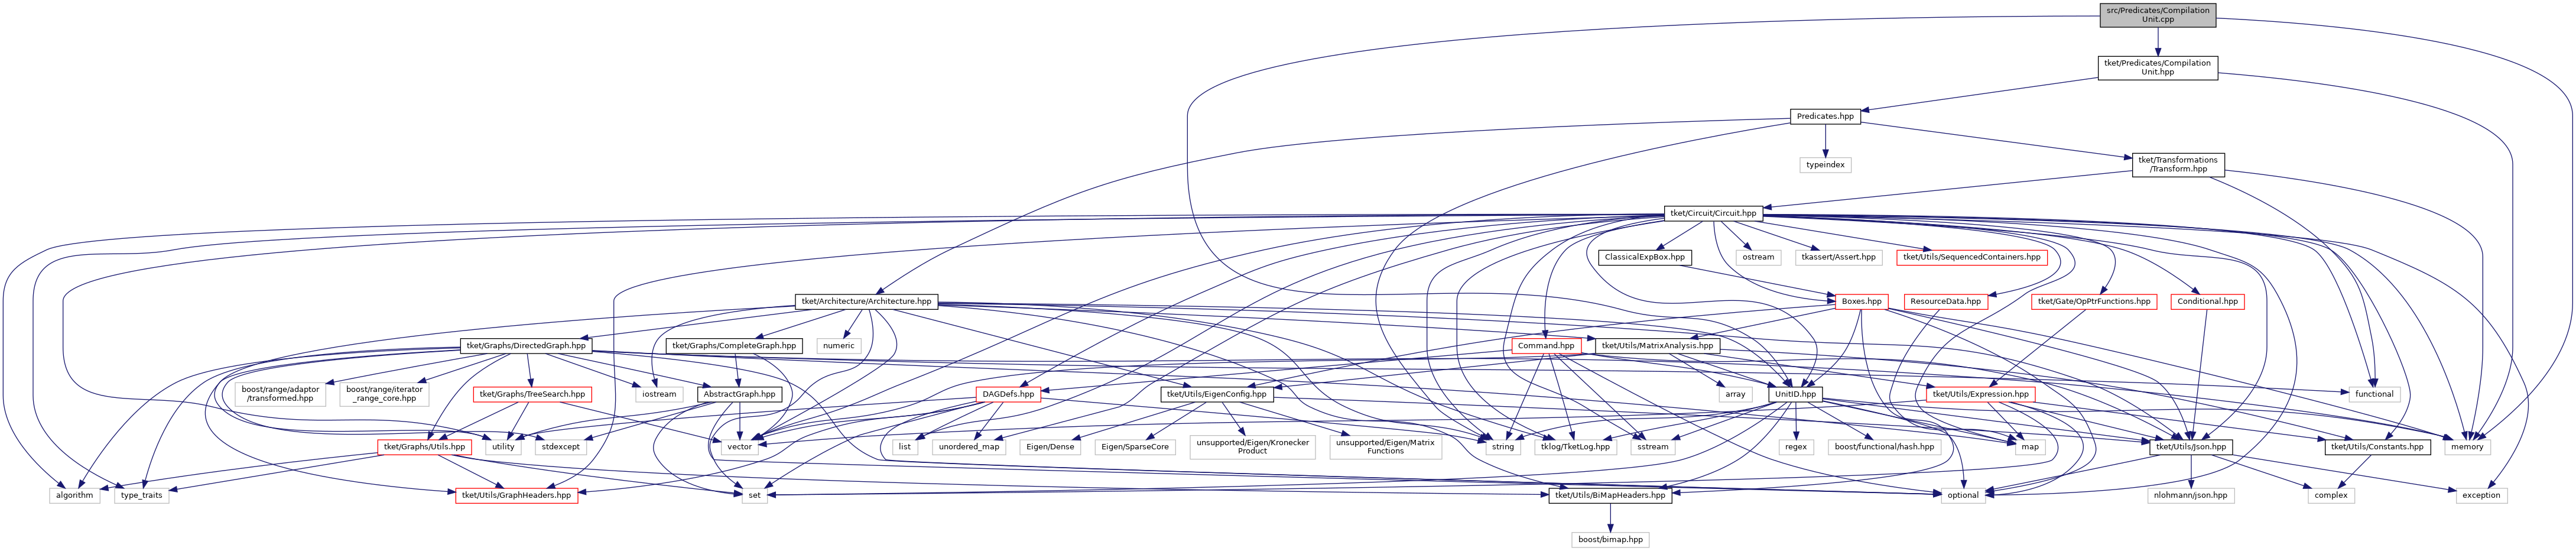 src/Predicates/Compilation
Unit.cpp
tket/Predicates/Compilation
Unit.hpp
Predicates.hpp
typeindex
tket/Transformations
/Transform.hpp
tket/Circuit/Circuit.hpp
ClassicalExpBox.hpp
ostream
tkassert/Assert.hpp
tket/Utils/SequencedContainers.hpp
tket/Architecture/Architecture.hpp
Boxes.hpp
ResourceData.hpp
tket/Gate/OpPtrFunctions.hpp
Conditional.hpp
tket/Graphs/DirectedGraph.hpp
tket/Graphs/CompleteGraph.hpp
numeric
Command.hpp
tket/Utils/MatrixAnalysis.hpp
boost/range/adaptor
/transformed.hpp
boost/range/iterator
_range_core.hpp
tket/Graphs/TreeSearch.hpp
iostream
AbstractGraph.hpp
DAGDefs.hpp
tket/Utils/EigenConfig.hpp
array
UnitID.hpp
tket/Utils/Expression.hpp
functional
tket/Graphs/Utils.hpp
utility
stdexcept
vector
list
unordered_map
Eigen/Dense
Eigen/SparseCore
unsupported/Eigen/Kronecker
Product
unsupported/Eigen/Matrix
Functions
string
tklog/TketLog.hpp
sstream
regex
boost/functional/hash.hpp
map
tket/Utils/Json.hpp
tket/Utils/Constants.hpp
memory
algorithm
type_traits
tket/Utils/GraphHeaders.hpp
set
tket/Utils/BiMapHeaders.hpp
optional
nlohmann/json.hpp
complex
exception
boost/bimap.hpp